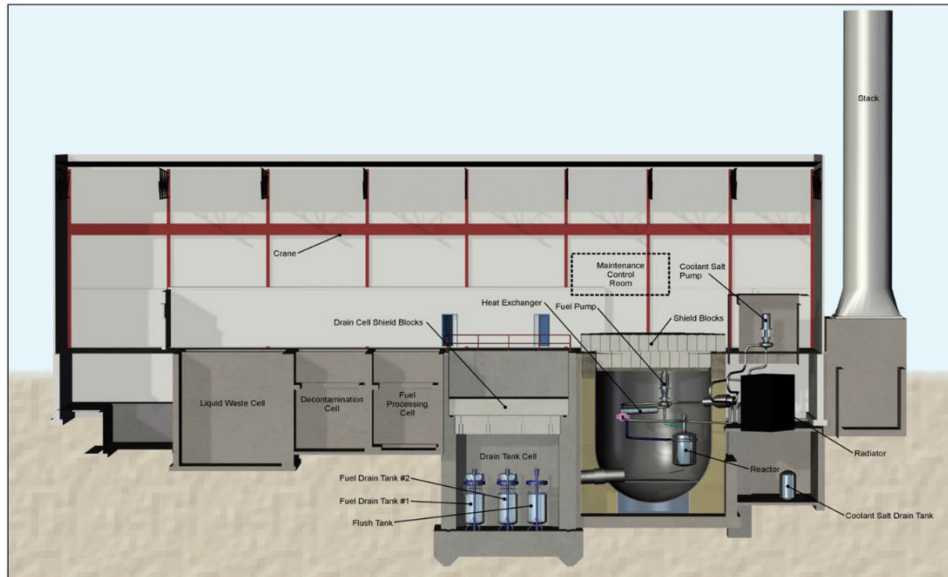 Stack
Crane
Maintenance
Control
Room
Coolant Salt
Pump
Heat Exchanger
Fuel Pump
Shield Blocks
Drain Cell Shield Blocks
Liquid Waste Cell
Decontamination
Cell
Fuel
Processing
Cell
Drain Tank Cell
Radiator
Reactor
Fuel Drain Tank #2
Fuel Drain Tank #1
Flush Tank
Coolant Salt Drain Tank